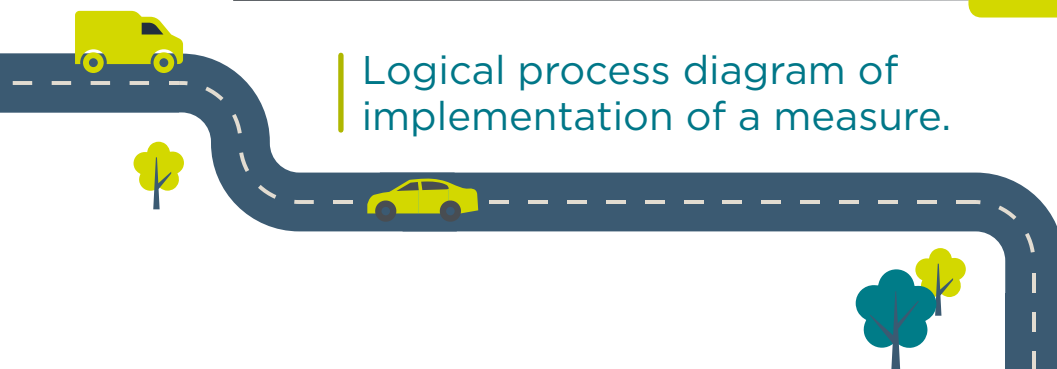 Logical process diagram of
implementation of a measure.